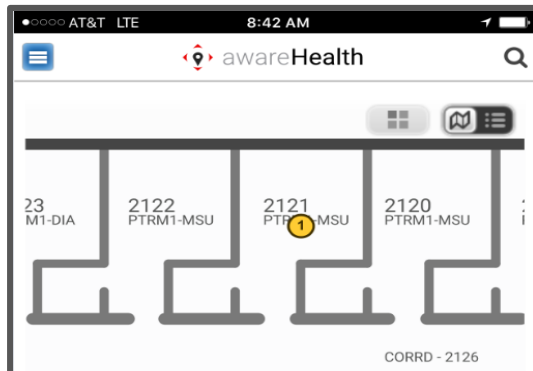 AT&T LTE 8:42 AM
awareHealth
23 2122 2121 2120
M1-DIA PTRM1-MSU 1 -MSU PTRM1-MSU
CORRD - 2126